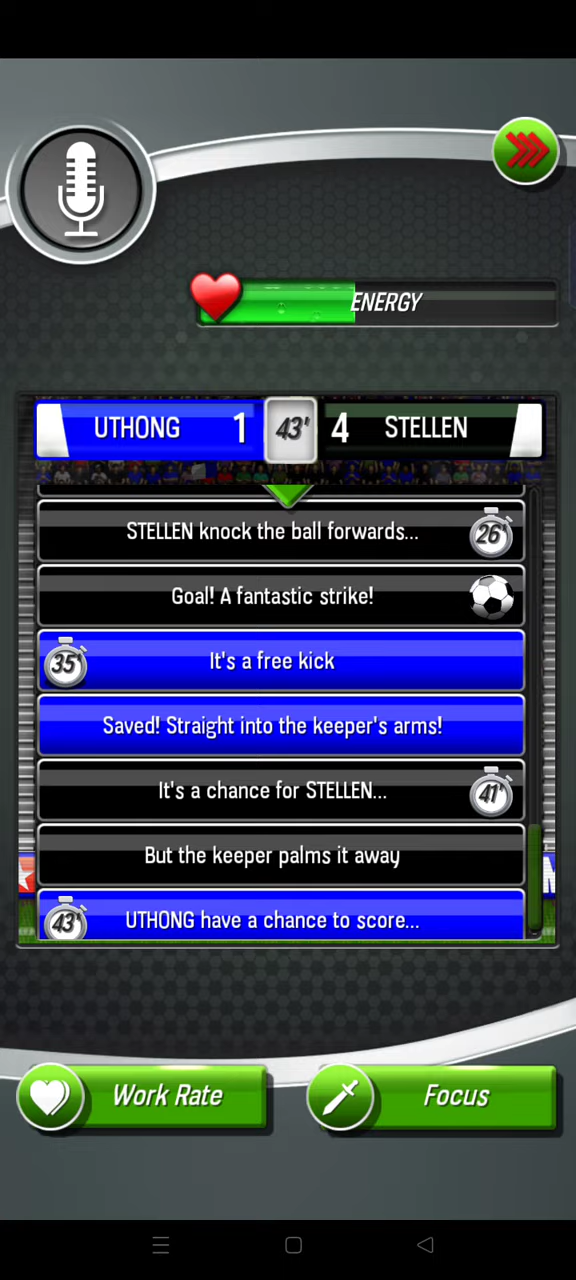 ENERGY
UTHONG 1 43' 4 STELLEN
STELLEN knock the ball forwards... 26'
Goal! A fantastic strike!
35' It's a free kick
Saved! Straight into the keeper's arms!
It's a chance for STELLEN... 41'
But the keeper palms it away
43' UTHONG have a chance to score...
Work Rate
Focus